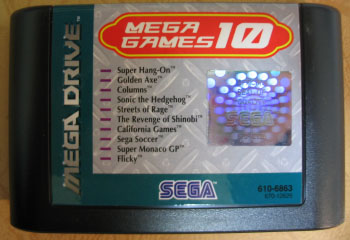 MEGA DRIVE™
MEGA
GAMES 10
Super Hang-On™
Golden Axe™
Columns™
Sonic the Hedgehog™
Streets of Rage™
The Revenge of Shinobi™
California Games™
Sega Soccer™
Super Monaco GP™
Flicky™
SEGA
SEGA
610-6863